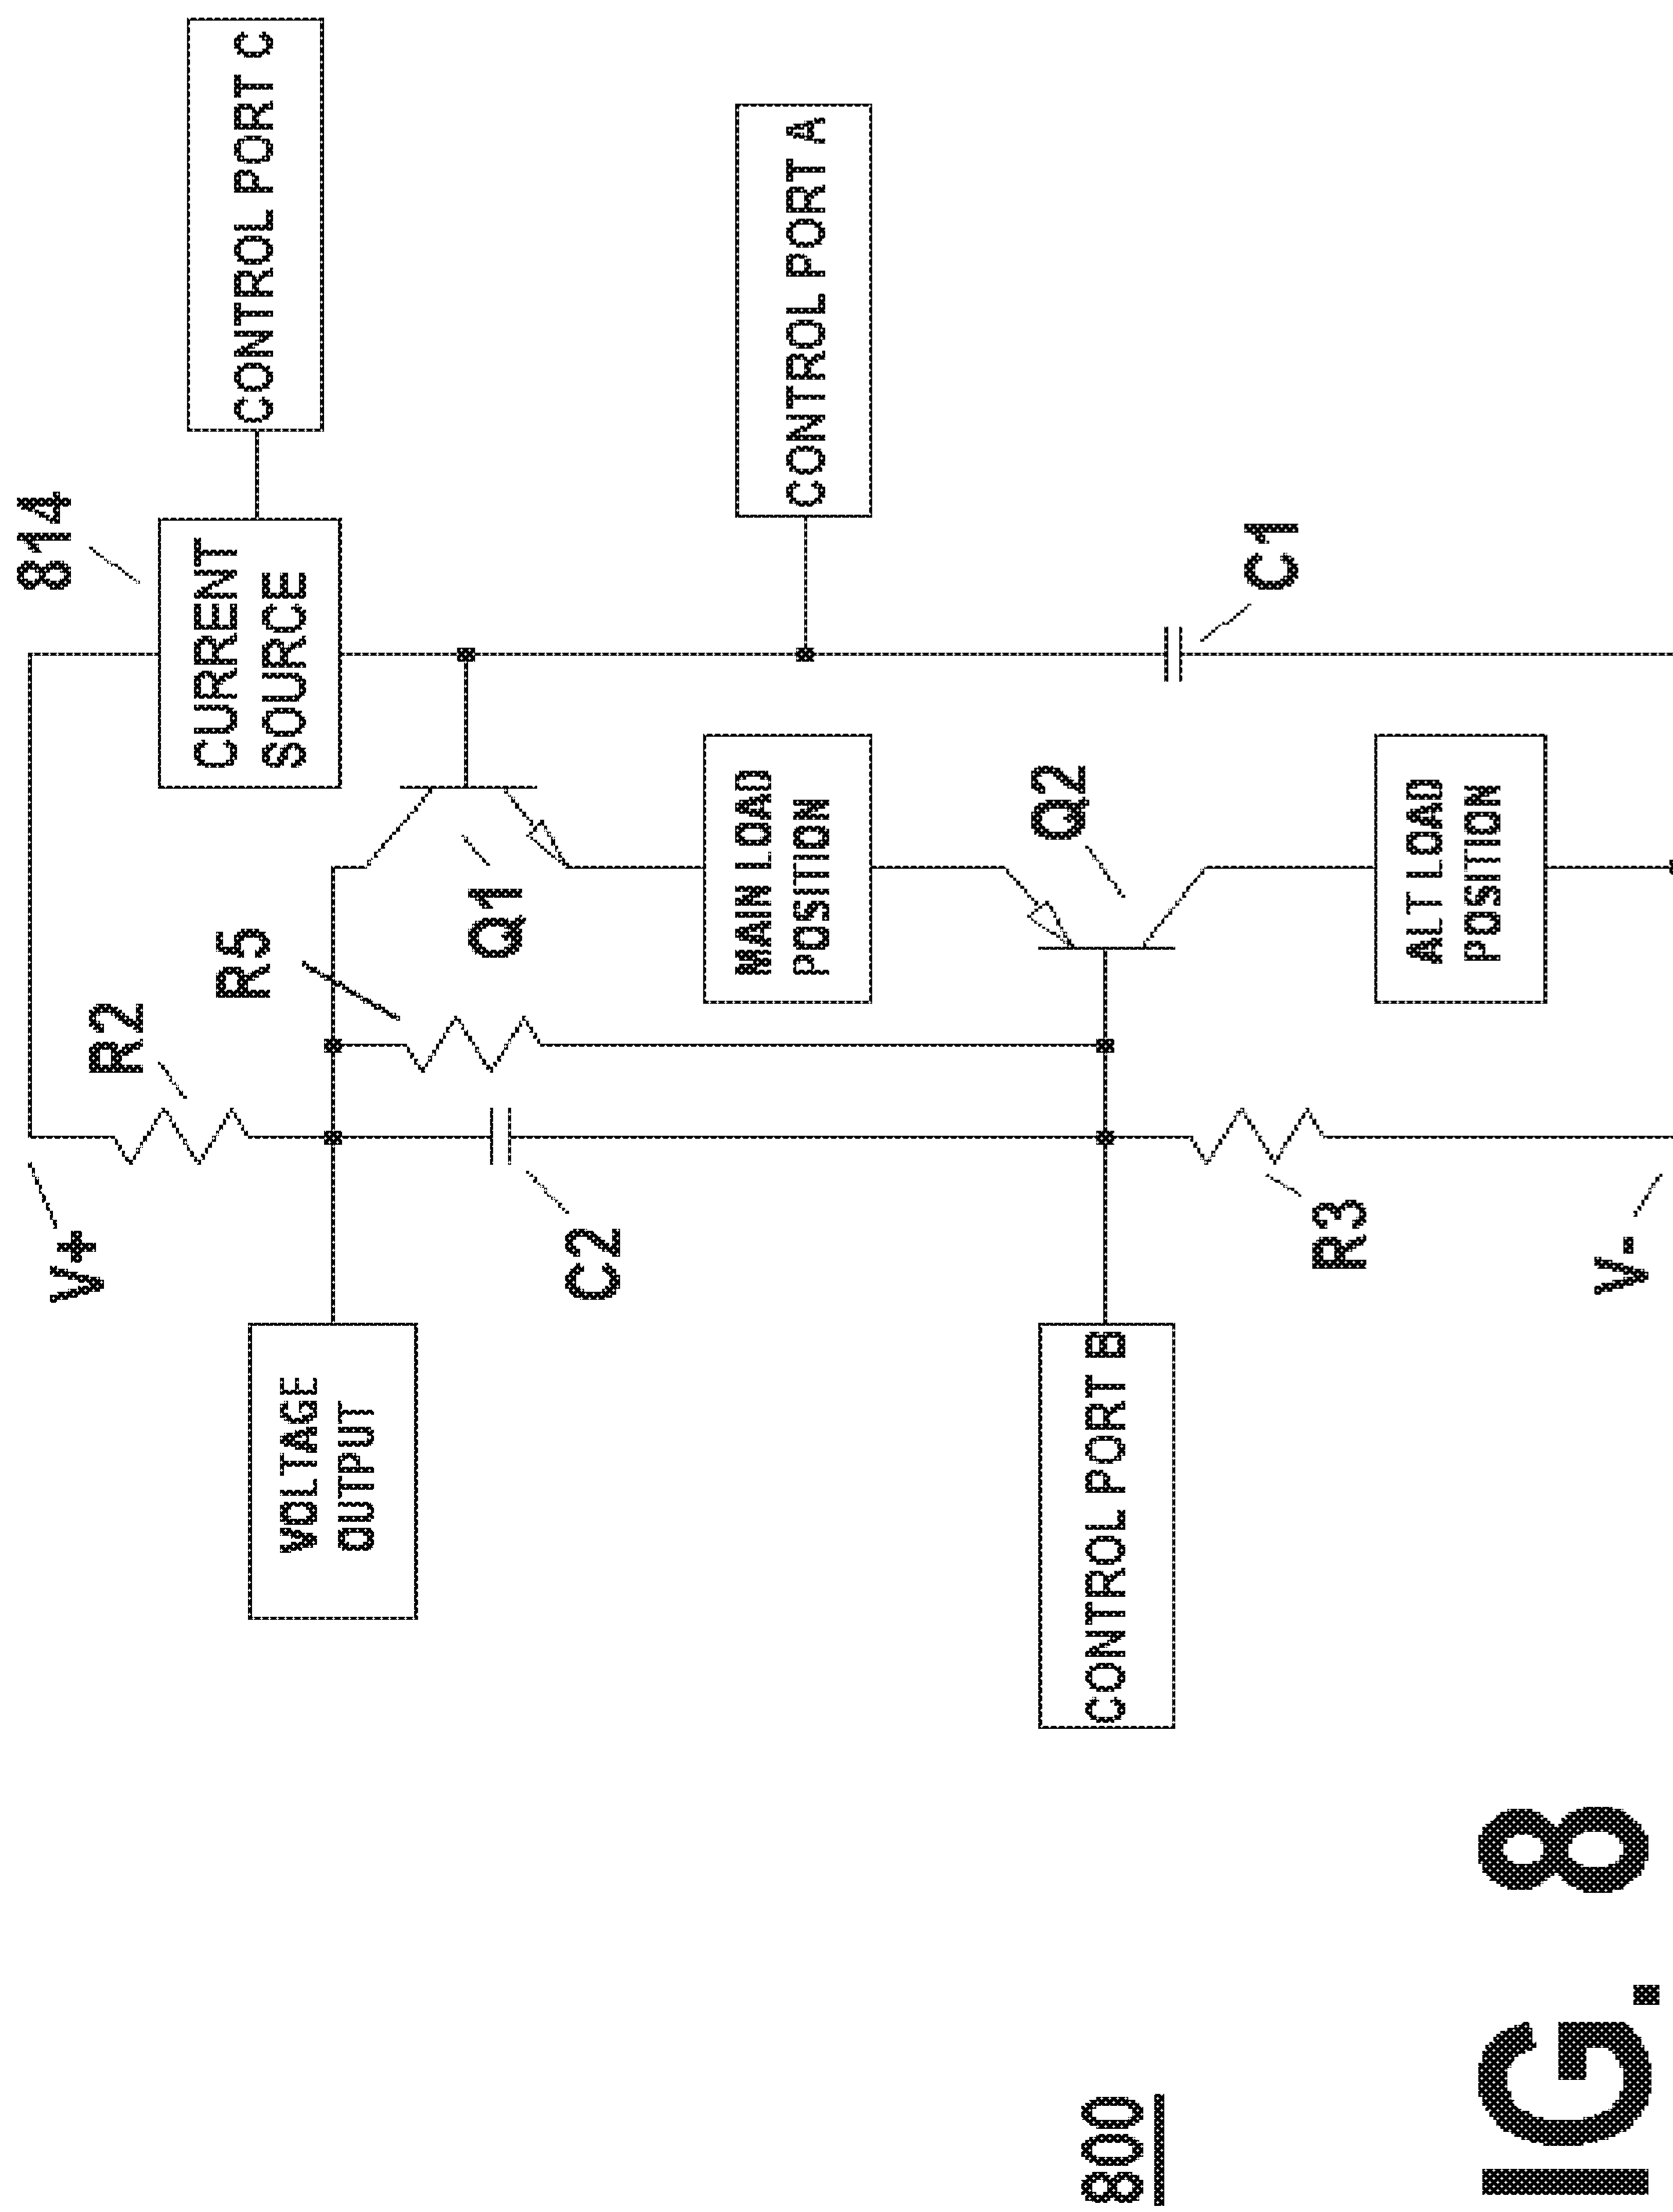 814
CURRENT
SOURCE
CONTROL PORT C
V+
R2
R5
Q1
VOLTAGE
OUTPUT
C2
MAIN LOAD
POSITION
CONTROL PORT A
Q2
C1
CONTROL PORT B
R3
ALT LOAD
POSITION
V-
800
IG. 8